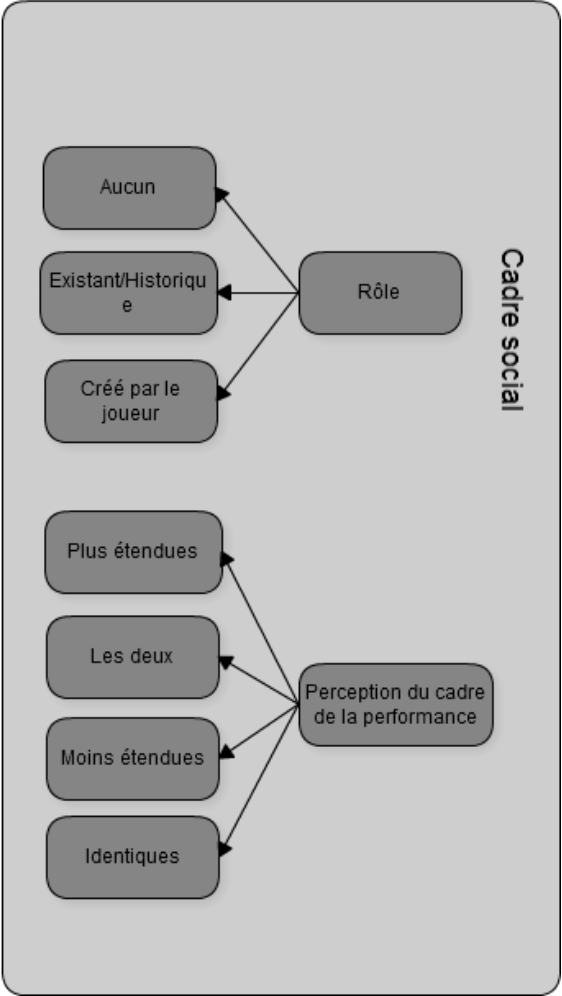 Cadre social
Rôle
Aucun
Existant/Historiqu
e
Créé par le
joueur
Perception du cadre
de la performance
Plus étendues
Les deux
Moins étendues
Identiques